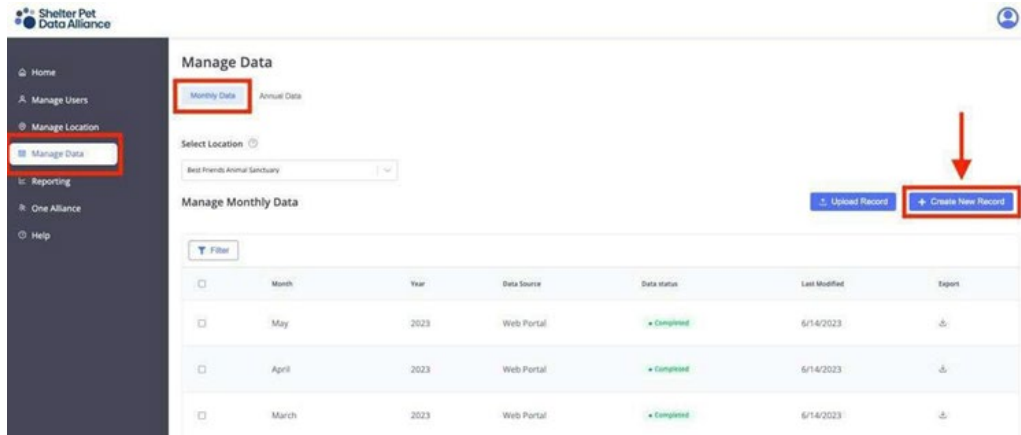 Shelter Pet
Data Alliance
Home
Manage Users
Manage Location
Manage Data
Reporting
One Alliance
Help
Manage Data
Monthly Data Annual Data
Select Location
Best Friends Animal Sanctuary
Manage Monthly Data
Upload Record
+ Create New Record
Filter
Month Year Data Source Data status Last Modified Export
May 2023 Web Portal Completed 6/14/2023
April 2023 Web Portal Completed 6/14/2023
March 2023 Web Portal Completed 6/14/2023